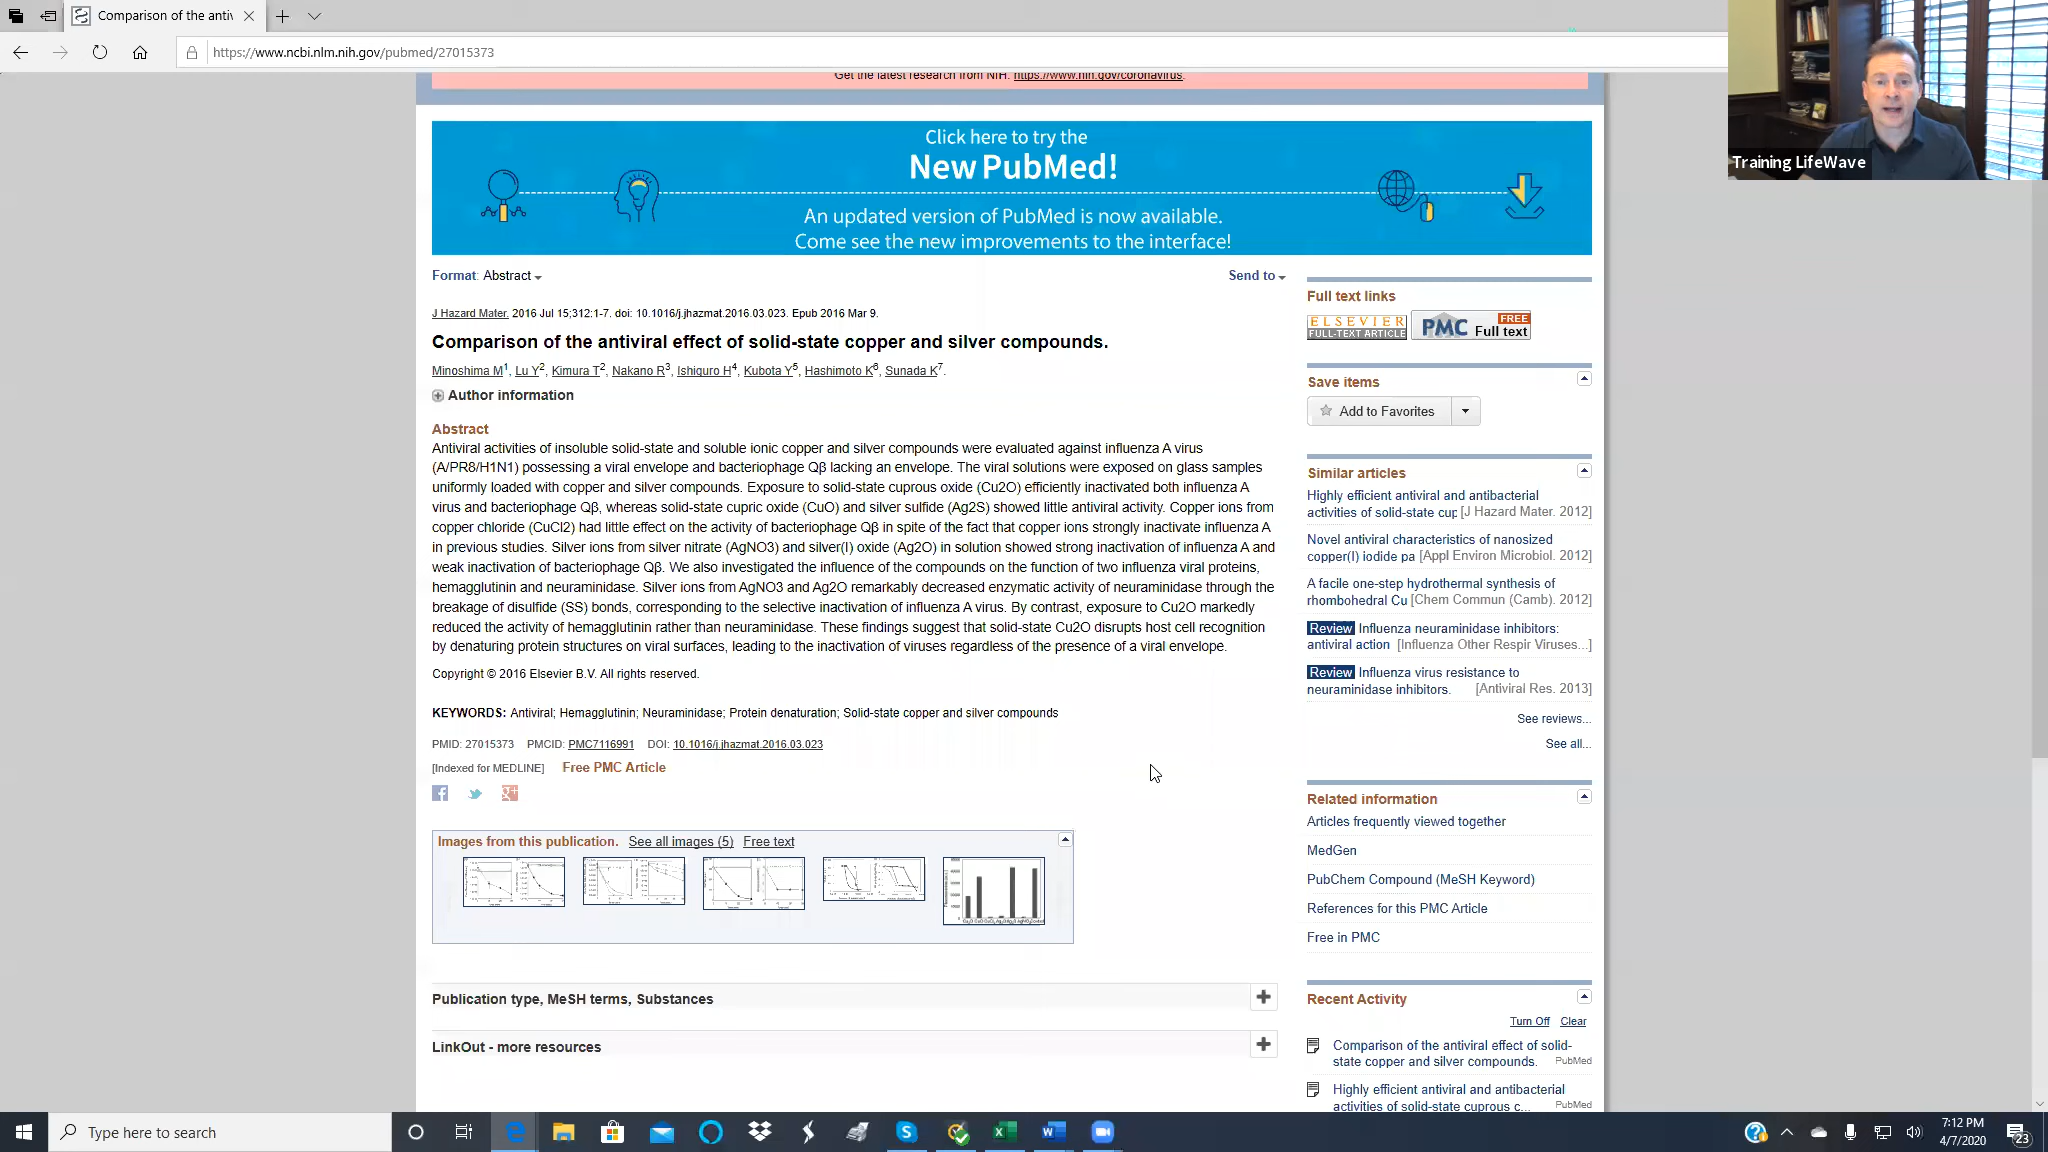 Comparison of the antiv
https://www.ncbi.nlm.nih.gov/pubmed/27015373
Training LifeWave
Get the latest research from NIH: https://www.nih.gov/coronavirus.
Click here to try the
New PubMed!
An updated version of PubMed is now available.
Come see the new improvements to the interface!
Format: Abstract
Send to
J Hazard Mater. 2016 Jul 15;312:1-7. doi: 10.1016/j.jhazmat.2016.03.023. Epub 2016 Mar 9.
Comparison of the antiviral effect of solid-state copper and silver compounds.
Minoshima M1, Lu Y2, Kimura T2, Nakano R3, Ishiguro H4, Kubota Y5, Hashimoto K6, Sunada K7.
Author information
Abstract
Antiviral activities of insoluble solid-state and soluble ionic copper and silver compounds were evaluated against influenza A virus
(A/PR8/H1N1) possessing a viral envelope and bacteriophage Qβ lacking an envelope. The viral solutions were exposed on glass samples
uniformly loaded with copper and silver compounds. Exposure to solid-state cuprous oxide (Cu2O) efficiently inactivated both influenza A
virus and bacteriophage Qβ, whereas solid-state cupric oxide (CuO) and silver sulfide (Ag2S) showed little antiviral activity. Copper ions from
copper chloride (CuCl2) had little effect on the activity of bacteriophage Qβ in spite of the fact that copper ions strongly inactivate influenza A
in previous studies. Silver ions from silver nitrate (AgNO3) and silver(I) oxide (Ag2O) in solution showed strong inactivation of influenza A and
weak inactivation of bacteriophage Qβ. We also investigated the influence of the compounds on the function of two influenza viral proteins,
hemagglutinin and neuraminidase. Silver ions from AgNO3 and Ag2O remarkably decreased enzymatic activity of neuraminidase through the
breakage of disulfide (SS) bonds, corresponding to the selective inactivation of influenza A virus. By contrast, exposure to Cu2O markedly
reduced the activity of hemagglutinin rather than neuraminidase. These findings suggest that solid-state Cu2O disrupts host cell recognition
by denaturing protein structures on viral surfaces, leading to the inactivation of viruses regardless of the presence of a viral envelope.
Copyright © 2016 Elsevier B.V. All rights reserved.
KEYWORDS: Antiviral; Hemagglutinin; Neuraminidase; Protein denaturation; Solid-state copper and silver compounds
PMID: 27015373 PMCID: PMC7116991 DOI: 10.1016/j.jhazmat.2016.03.023
[Indexed for MEDLINE] Free PMC Article
Images from this publication. See all images (5) Free text
Publication type, MeSH terms, Substances
LinkOut - more resources
Full text links
ELSEVIER
FULL-TEXT ARTICLE
PMC FREE Full text
Save items
Add to Favorites
Similar articles
Highly efficient antiviral and antibacterial
activities of solid-state cup [J Hazard Mater. 2012]
Novel antiviral characteristics of nanosized
copper(I) iodide pa [Appl Environ Microbiol. 2012]
A facile one-step hydrothermal synthesis of
rhombohedral Cu [Chem Commun (Camb). 2012]
Review Influenza neuraminidase inhibitors:
antiviral action [Influenza Other Respir Viruses...]
Review Influenza virus resistance to
neuraminidase inhibitors. [Antiviral Res. 2013]
See reviews...
See all...
Related information
Articles frequently viewed together
MedGen
PubChem Compound (MeSH Keyword)
References for this PMC Article
Free in PMC
Recent Activity
Turn Off Clear
Comparison of the antiviral effect of solid-
state copper and silver compounds. PubMed
Highly efficient antiviral and antibacterial
activities of solid-state cuprous c... PubMed
Type here to search
7:12 PM
4/7/2020
23